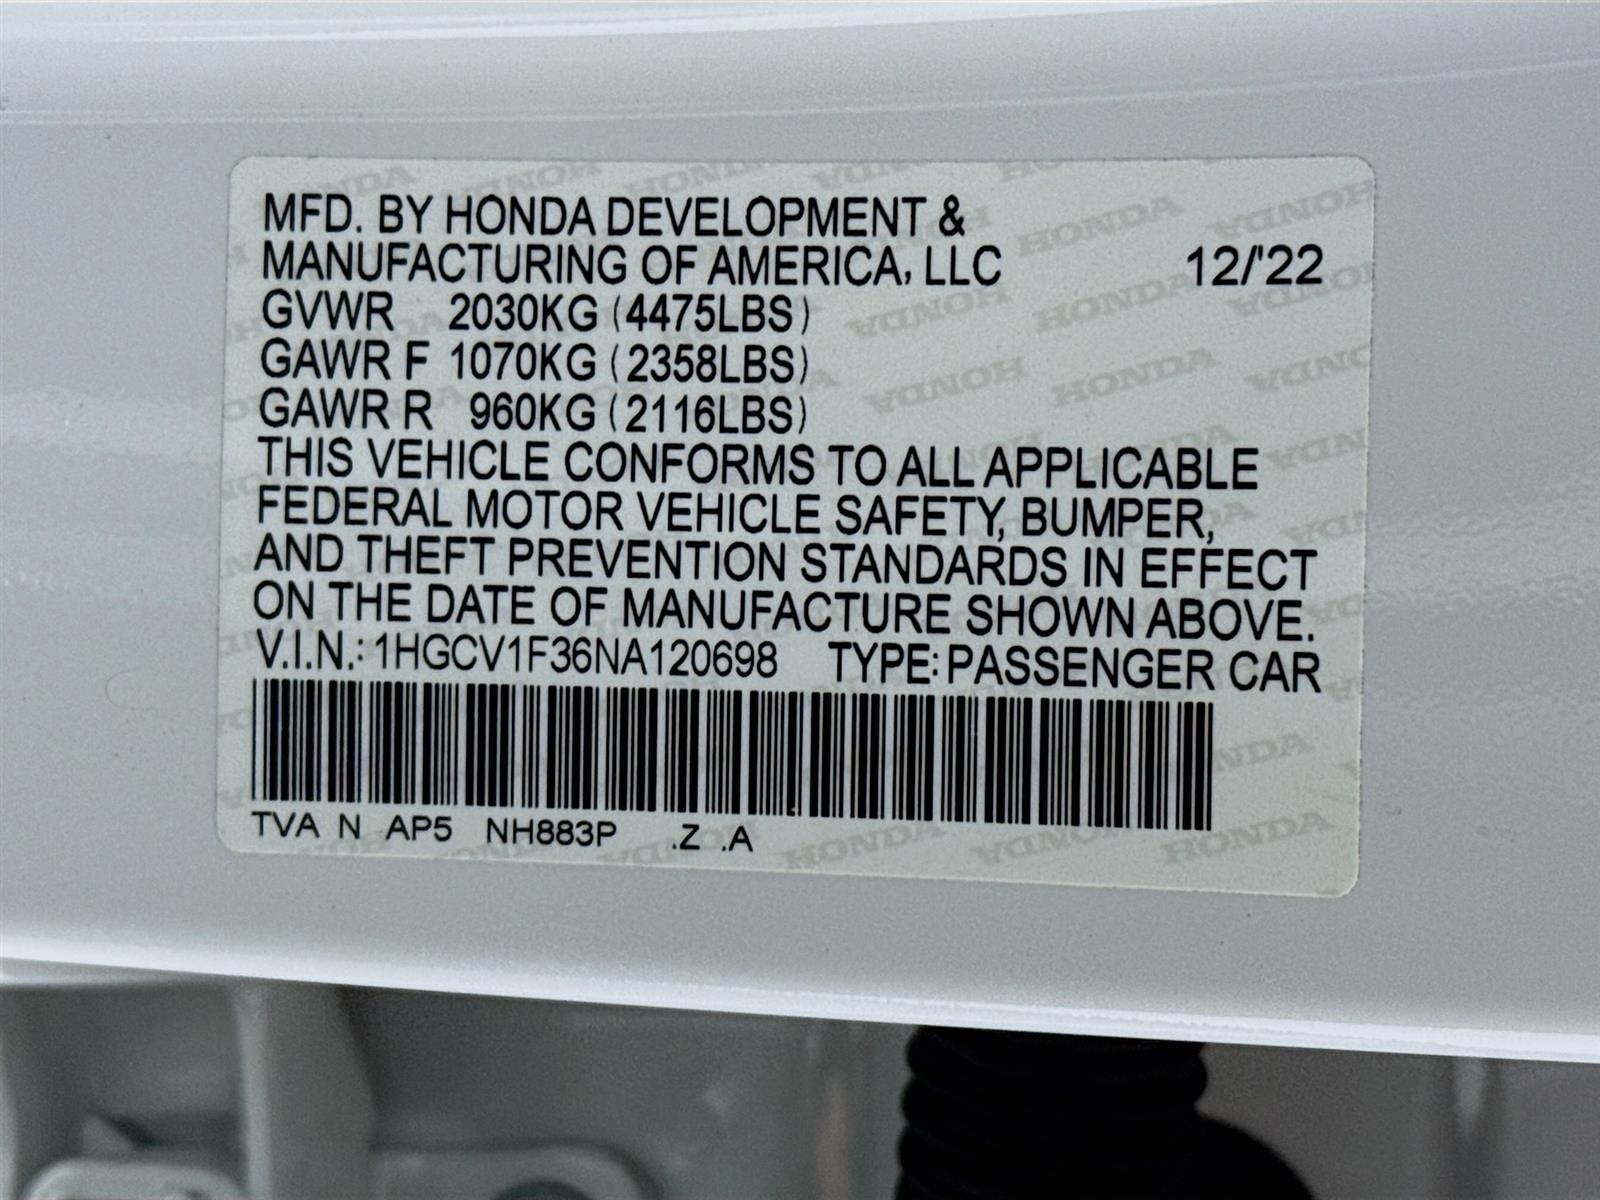 MFD. BY HONDA DEVELOPMENT &
MANUFACTURING OF AMERICA, LLC 12/'22
GVWR 2030KG (4475LBS)
GAWR F 1070KG (2358LBS)
GAWR R 960KG (2116LBS)
THIS VEHICLE CONFORMS TO ALL APPLICABLE
FEDERAL MOTOR VEHICLE SAFETY, BUMPER,
AND THEFT PREVENTION STANDARDS IN EFFECT
ON THE DATE OF MANUFACTURE SHOWN ABOVE.
V.I.N.: 1HGCV1F36NA120698 TYPE: PASSENGER CAR
TVA N AP5 NH883P .Z .A